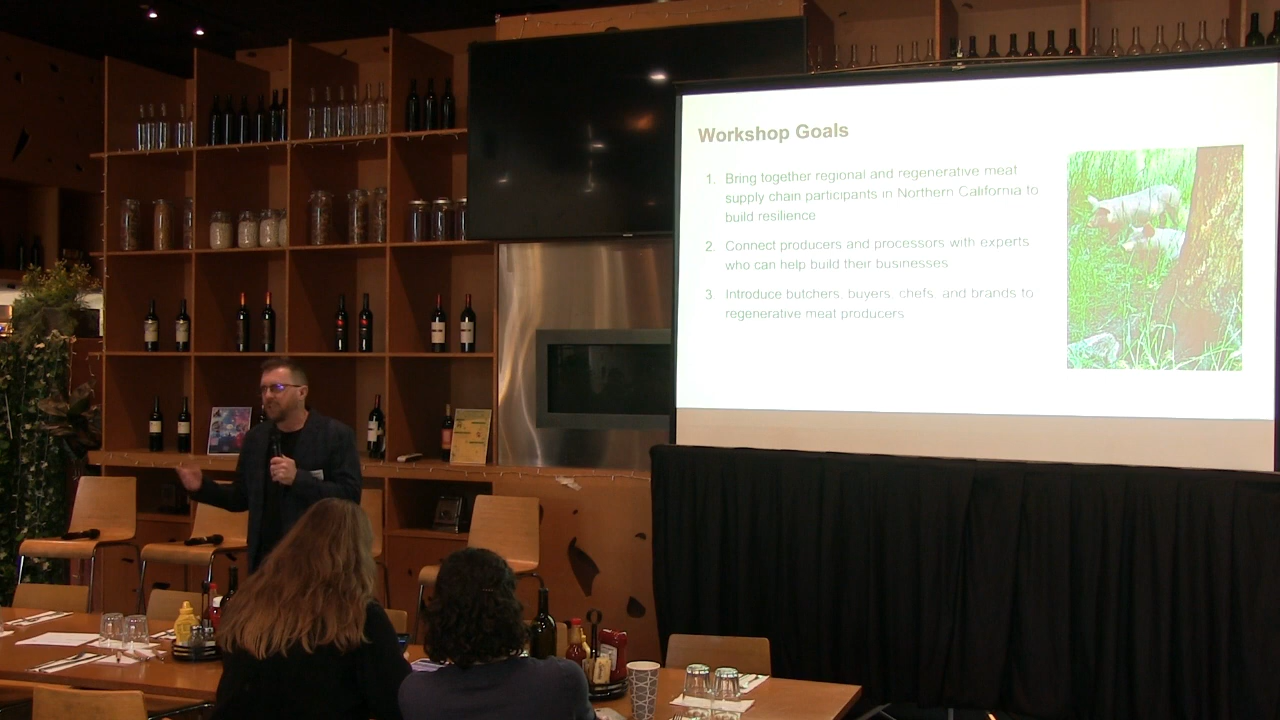 Workshop Goals
1. Bring together regional and regenerative meat
supply chain participants in Northern California to
build resilience
2. Connect producers and processors with experts
who can help build their businesses
3. Introduce butchers, buyers, chefs, and brands to
regenerative meat producers